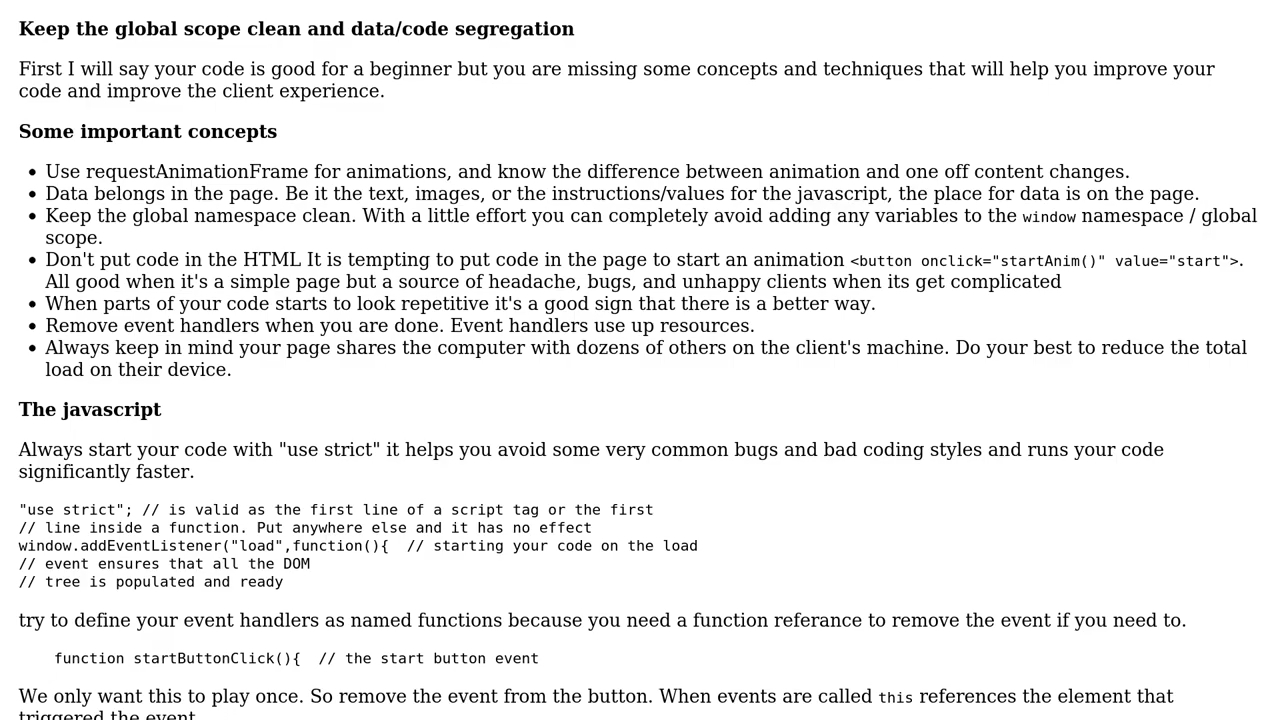 Keep the global scope clean and data/code segregation
First I will say your code is good for a beginner but you are missing some concepts and techniques that will help you improve your
code and improve the client experience.
Some important concepts
• Use requestAnimationFrame for animations, and know the difference between animation and one off content changes.
• Data belongs in the page. Be it the text, images, or the instructions/values for the javascript, the place for data is on the page.
• Keep the global namespace clean. With a little effort you can completely avoid adding any variables to the window namespace / global
scope.
• Don't put code in the HTML It is tempting to put code in the page to start an animation <button onclick="startAnim()" value="start">.
All good when it's a simple page but a source of headache, bugs, and unhappy clients when its get complicated
• When parts of your code starts to look repetitive it's a good sign that there is a better way.
• Remove event handlers when you are done. Event handlers use up resources.
• Always keep in mind your page shares the computer with dozens of others on the client's machine. Do your best to reduce the total
load on their device.
The javascript
Always start your code with "use strict" it helps you avoid some very common bugs and bad coding styles and runs your code
significantly faster.
"use strict"; // is valid as the first line of a script tag or the first
// line inside a function. Put anywhere else and it has no effect
window.addEventListener("load",function(){  // starting your code on the load
// event ensures that all the DOM
// tree is populated and ready
try to define your event handlers as named functions because you need a function referance to remove the event if you need to.
    function startButtonClick(){  // the start button event
We only want this to play once. So remove the event from the button. When events are called this references the element that
triggered the event